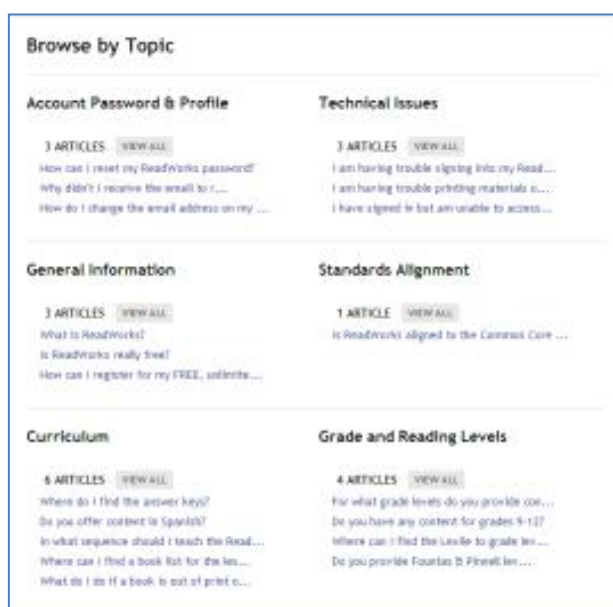 Browse by Topic
Account Password & Profile
3 ARTICLES VIEW ALL
How can I reset my ReadWorks password?
Why didn't I receive the email to r...
How do I change the email address on my ...
Technical Issues
3 ARTICLES VIEW ALL
I am having trouble signing into my Read...
I am having trouble printing materials o...
I have signed in but am unable to access...
General Information
3 ARTICLES VIEW ALL
What is ReadWorks?
Is ReadWorks really free?
How can I register for my FREE, unlimite...
Standards Alignment
1 ARTICLE VIEW ALL
Is ReadWorks aligned to the Common Core ...
Curriculum
6 ARTICLES VIEW ALL
Where do I find the answer keys?
Do you offer content in Spanish?
In what sequence should I teach the Read...
Where can I find a book list for the les...
What do I do if a book is out of print o...
Grade and Reading Levels
4 ARTICLES VIEW ALL
For what grade levels do you provide con...
Do you have any content for grades 9-12?
Where can I find the Lexile to grade lev...
Do you provide Fountas & Pinnell lev...